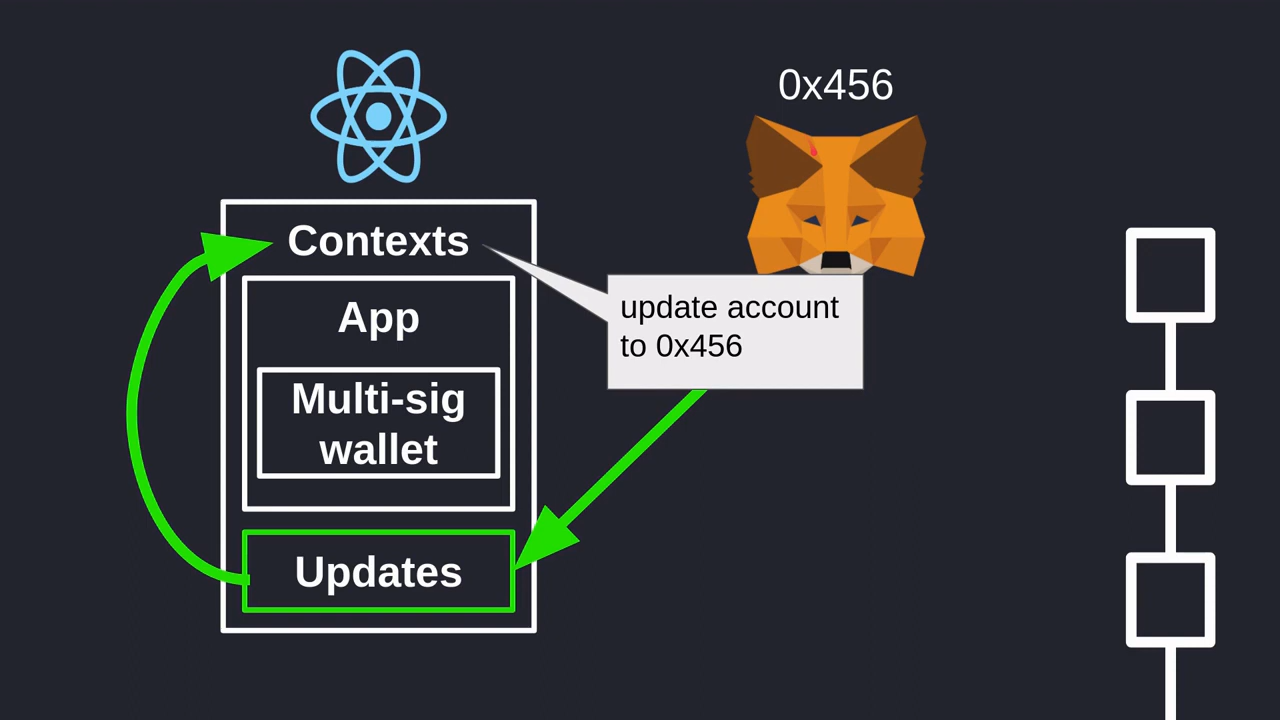 0x456
Contexts
App
Multi-sig
wallet
Updates
update account
to 0x456